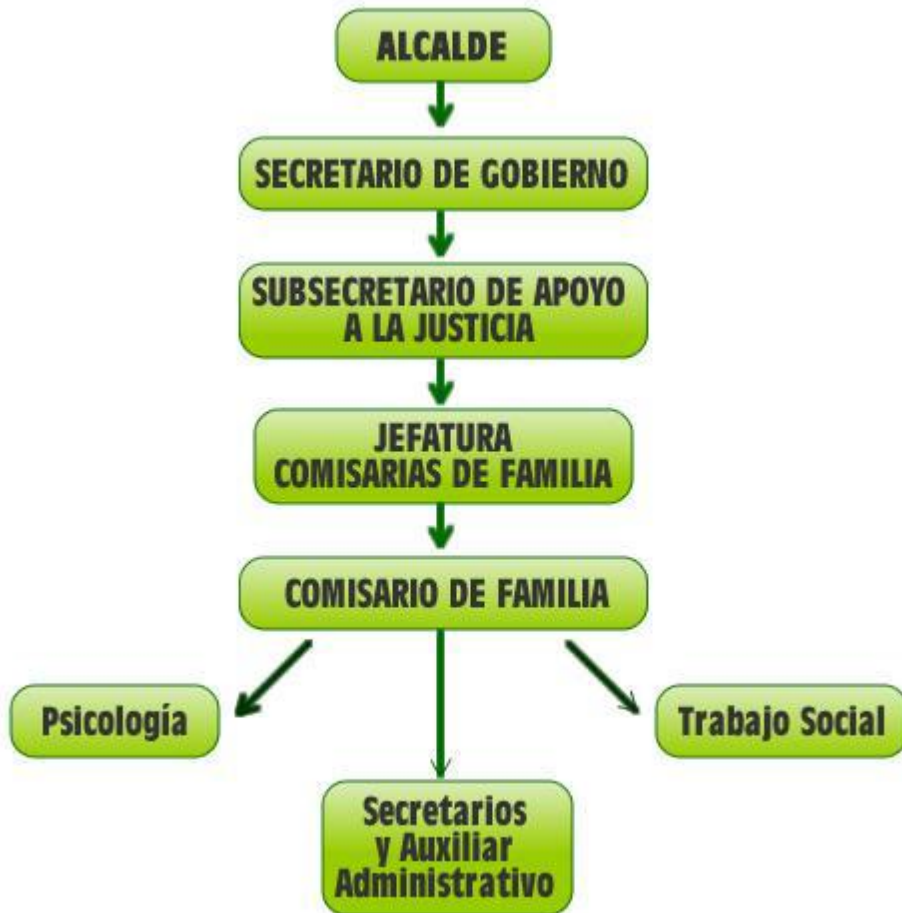 ALCALDE
SECRETARIO DE GOBIERNO
SUBSECRETARIO DE APOYO
A LA JUSTICIA
JEFATURA
COMISARIAS DE FAMILIA
COMISARIO DE FAMILIA
Psicología
Trabajo Social
Secretarios
y Auxiliar
Administrativo